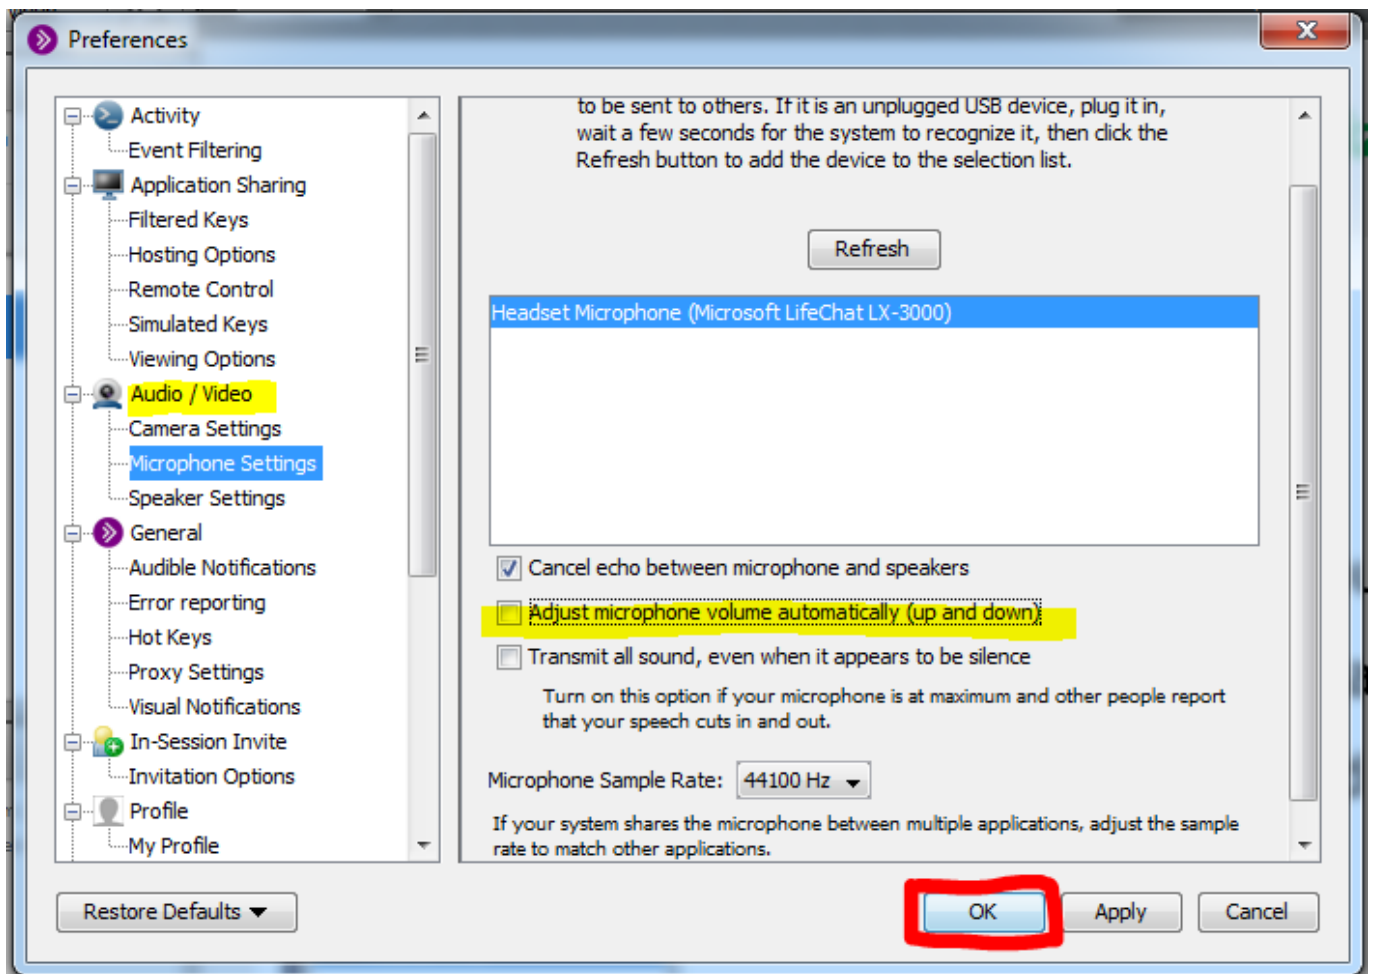 Preferences
X
Activity
Event Filtering
Application Sharing
Filtered Keys
Hosting Options
Remote Control
Simulated Keys
Viewing Options
Audio / Video
Camera Settings
Microphone Settings
Speaker Settings
General
Audible Notifications
Error reporting
Hot Keys
Proxy Settings
Visual Notifications
In-Session Invite
Invitation Options
Profile
My Profile
to be sent to others. If it is an unplugged USB device, plug it in,
wait a few seconds for the system to recognize it, then click the
Refresh button to add the device to the selection list.
Refresh
Headset Microphone (Microsoft LifeChat LX-3000)
Cancel echo between microphone and speakers
Adjust microphone volume automatically (up and down)
Transmit all sound, even when it appears to be silence
Turn on this option if your microphone is at maximum and other people report
that your speech cuts in and out.
Microphone Sample Rate: 44100 Hz
If your system shares the microphone between multiple applications, adjust the sample
rate to match other applications.
Restore Defaults
OK
Apply
Cancel